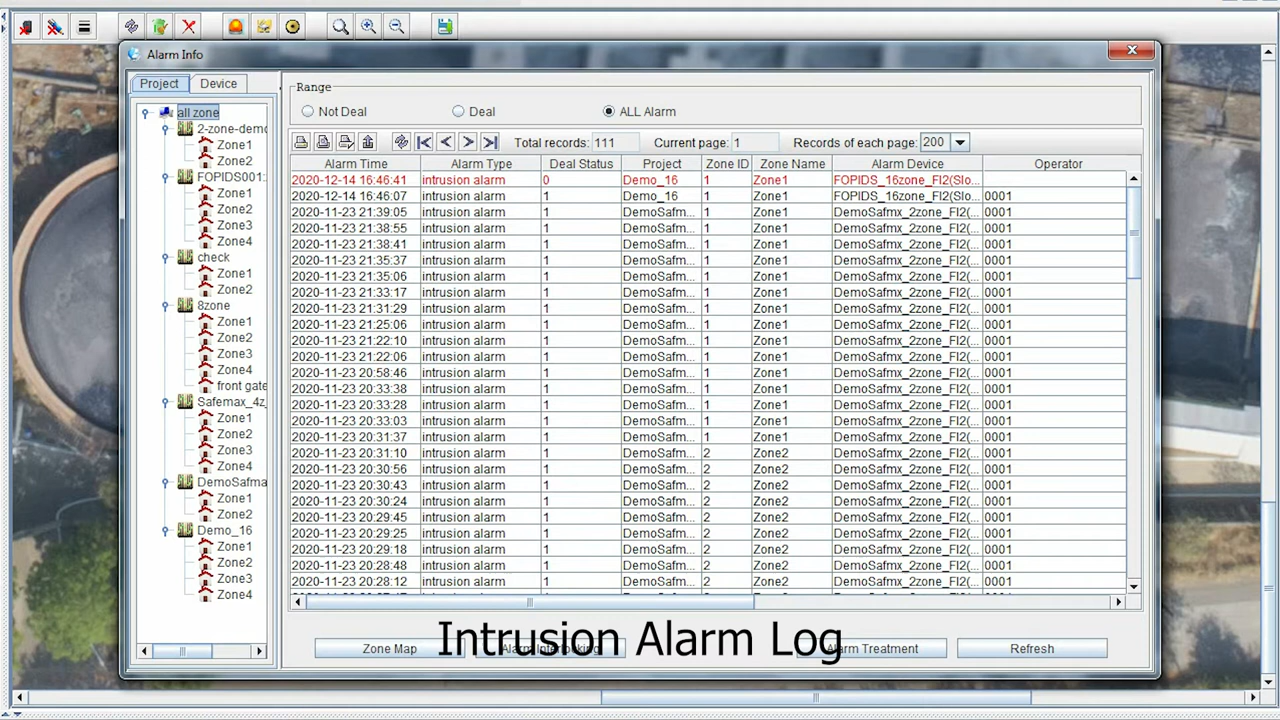 Alarm Info
Project Device
all zone
2-zone-demo
Zone1
Zone2
FOPIDS001:
Zone1
Zone2
Zone3
Zone4
check
Zone1
Zone2
8zone
Zone1
Zone2
Zone3
Zone4
front gate
Safemax_4z
Zone1
Zone2
Zone3
Zone4
DemoSafma
Zone1
Zone2
Demo_16
Zone1
Zone2
Zone3
Zone4
Range
Not Deal Deal ALL Alarm
Total records: 111 Current page: 1 Records of each page: 200
Alarm Time Alarm Type Deal Status Project Zone ID Zone Name Alarm Device Operator
2020-12-14 16:46:41 intrusion alarm 0 Demo_16 1 Zone1 FOPIDS_16zone_FI2(Slo...
2020-12-14 16:46:07 intrusion alarm 1 Demo_16 1 Zone1 FOPIDS_16zone_FI2(Slo... 0001
2020-11-23 21:39:05 intrusion alarm 1 DemoSafm... 1 Zone1 DemoSafmx_2zone_FI2(... 0001
2020-11-23 21:38:55 intrusion alarm 1 DemoSafm... 1 Zone1 DemoSafmx_2zone_FI2(... 0001
2020-11-23 21:38:41 intrusion alarm 1 DemoSafm... 1 Zone1 DemoSafmx_2zone_FI2(... 0001
2020-11-23 21:35:37 intrusion alarm 1 DemoSafm... 1 Zone1 DemoSafmx_2zone_FI2(... 0001
2020-11-23 21:35:06 intrusion alarm 1 DemoSafm... 1 Zone1 DemoSafmx_2zone_FI2(... 0001
2020-11-23 21:33:17 intrusion alarm 1 DemoSafm... 1 Zone1 DemoSafmx_2zone_FI2(... 0001
2020-11-23 21:31:29 intrusion alarm 1 DemoSafm... 1 Zone1 DemoSafmx_2zone_FI2(... 0001
2020-11-23 21:25:06 intrusion alarm 1 DemoSafm... 1 Zone1 DemoSafmx_2zone_FI2(... 0001
2020-11-23 21:22:10 intrusion alarm 1 DemoSafm... 1 Zone1 DemoSafmx_2zone_FI2(... 0001
2020-11-23 21:22:06 intrusion alarm 1 DemoSafm... 1 Zone1 DemoSafmx_2zone_FI2(... 0001
2020-11-23 20:58:46 intrusion alarm 1 DemoSafm... 1 Zone1 DemoSafmx_2zone_FI2(... 0001
2020-11-23 20:33:38 intrusion alarm 1 DemoSafm... 1 Zone1 DemoSafmx_2zone_FI2(... 0001
2020-11-23 20:33:28 intrusion alarm 1 DemoSafm... 1 Zone1 DemoSafmx_2zone_FI2(... 0001
2020-11-23 20:33:03 intrusion alarm 1 DemoSafm... 1 Zone1 DemoSafmx_2zone_FI2(... 0001
2020-11-23 20:31:37 intrusion alarm 1 DemoSafm... 1 Zone1 DemoSafmx_2zone_FI2(... 0001
2020-11-23 20:31:10 intrusion alarm 1 DemoSafm... 2 Zone2 DemoSafmx_2zone_FI2(... 0001
2020-11-23 20:30:56 intrusion alarm 1 DemoSafm... 2 Zone2 DemoSafmx_2zone_FI2(... 0001
2020-11-23 20:30:43 intrusion alarm 1 DemoSafm... 2 Zone2 DemoSafmx_2zone_FI2(... 0001
2020-11-23 20:30:24 intrusion alarm 1 DemoSafm... 2 Zone2 DemoSafmx_2zone_FI2(... 0001
2020-11-23 20:29:45 intrusion alarm 1 DemoSafm... 2 Zone2 DemoSafmx_2zone_FI2(... 0001
2020-11-23 20:29:25 intrusion alarm 1 DemoSafm... 2 Zone2 DemoSafmx_2zone_FI2(... 0001
2020-11-23 20:29:18 intrusion alarm 1 DemoSafm... 2 Zone2 DemoSafmx_2zone_FI2(... 0001
2020-11-23 20:28:48 intrusion alarm 1 DemoSafm... 2 Zone2 DemoSafmx_2zone_FI2(... 0001
2020-11-23 20:28:12 intrusion alarm 1 DemoSafm... 2 Zone2 DemoSafmx_2zone_FI2(... 0001
Intrusion Alarm Log
Zone Map Alarm Treatment Refresh